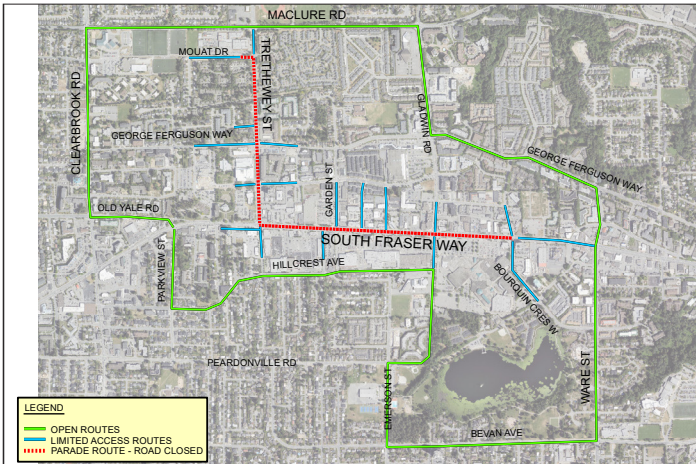 MACLURE RD
MOUAT DR
TRETHEWEY ST
CLEARBROOK RD
GLADWIN RD
GEORGE FERGUSON WAY
GEORGE FERGUSON WAY
GARDEN ST
OLD YALE RD
SOUTH FRASER WAY
PARKVIEW ST
HILLCREST AVE
BOURQUIN CRES W
PEARDONVILLE RD
EMERSON ST
WARE ST
BEVAN AVE
LEGEND
OPEN ROUTES
LIMITED ACCESS ROUTES
PARADE ROUTE - ROAD CLOSED